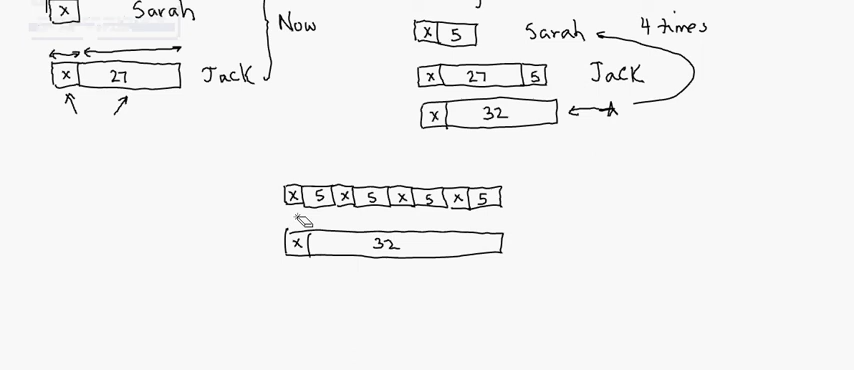 x Sarah
Now
x 27 Jack
x 5 Sarah 4 times
x 27 5 Jack
x 32
x 5 x 5 x 5 x 5
x 32